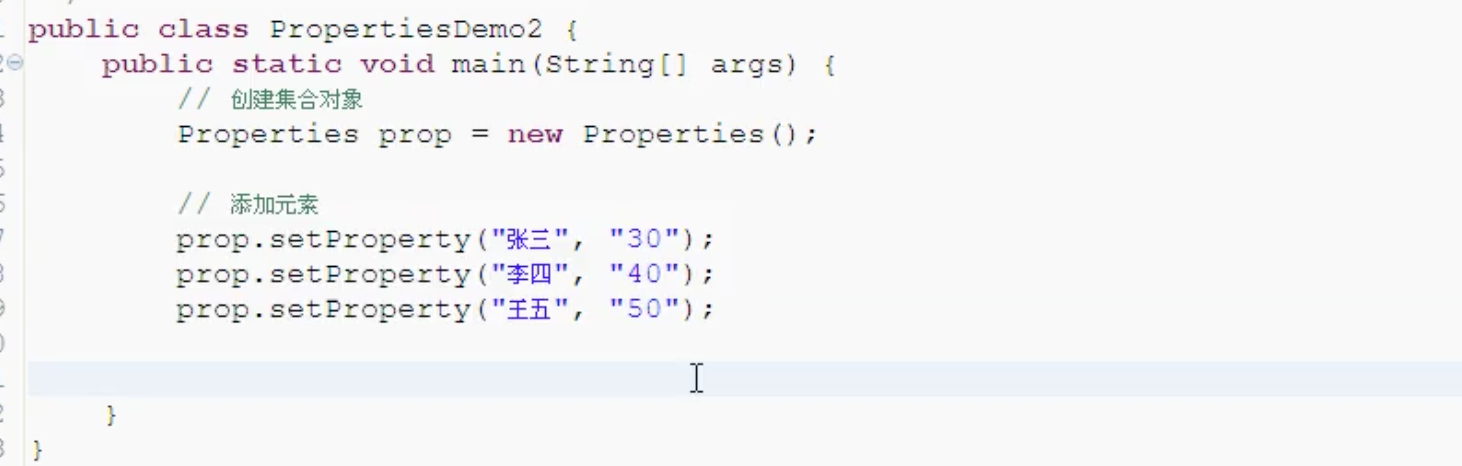 public class PropertiesDemo2 {
public static void main(String[] args) {
// 创建集合对象
Properties prop = new Properties();
// 添加元素
prop.setProperty("张三", "30");
prop.setProperty("李四", "40");
prop.setProperty("王五", "50");
}
}